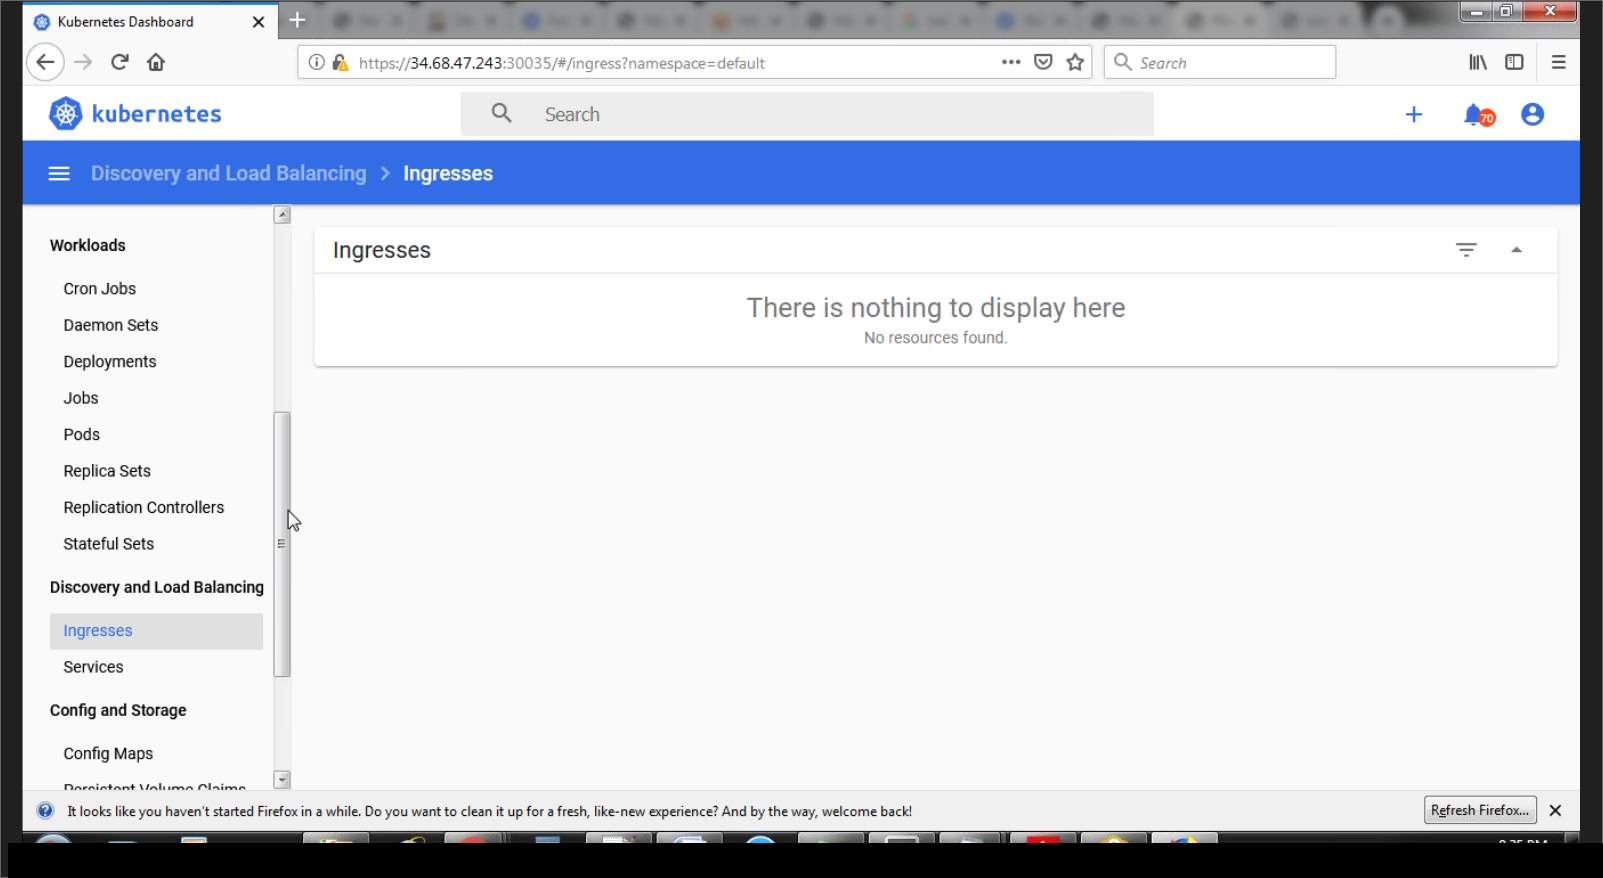 Kubernetes Dashboard
https://34.68.47.243:30035/#/ingress?namespace=default
Search
kubernetes
Search
70
Discovery and Load Balancing > Ingresses
Workloads
Cron Jobs
Daemon Sets
Deployments
Jobs
Pods
Replica Sets
Replication Controllers
Stateful Sets
Discovery and Load Balancing
Ingresses
Services
Config and Storage
Config Maps
Persistent Volume Claims
Ingresses
There is nothing to display here
No resources found.
It looks like you haven't started Firefox in a while. Do you want to clean it up for a fresh, like-new experience? And by the way, welcome back!
Refresh Firefox...